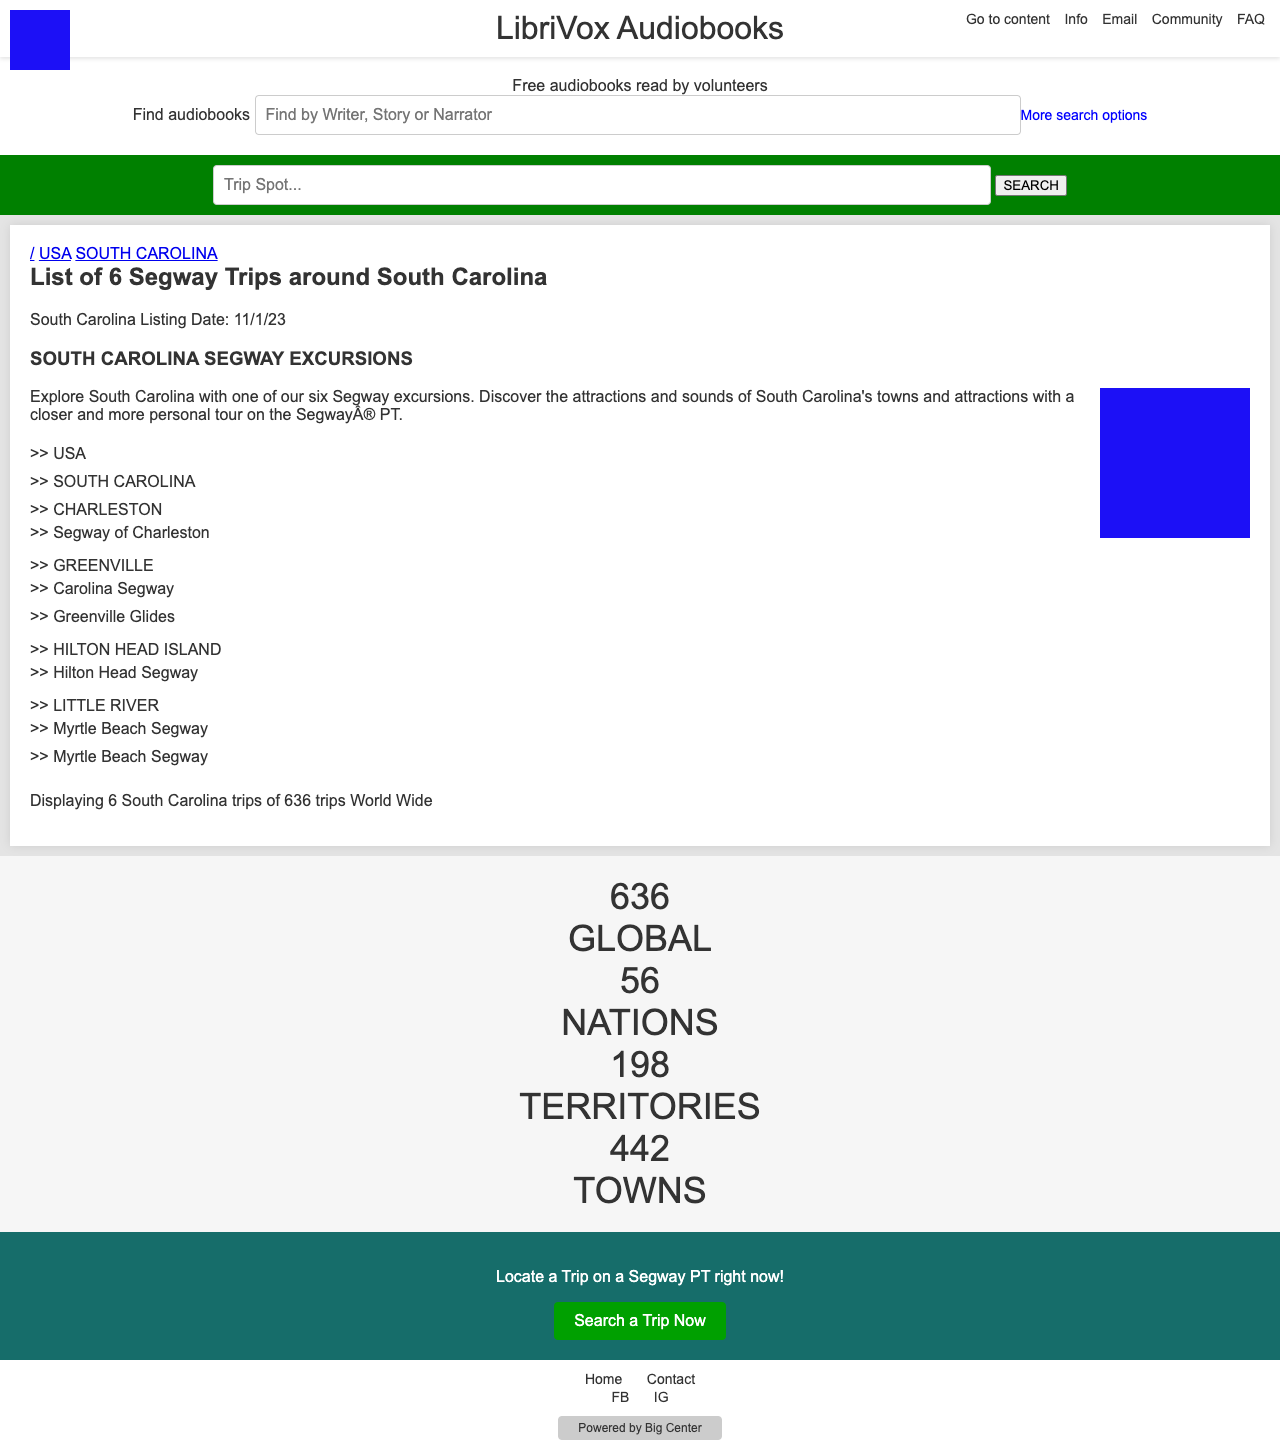 LibriVox Audiobooks
Go to content Info Email Community FAQ
Free audiobooks read by volunteers
Find audiobooks Find by Writer, Story or Narrator More search options
Trip Spot... SEARCH
/ USA SOUTH CAROLINA
List of 6 Segway Trips around South Carolina
South Carolina Listing Date: 11/1/23
SOUTH CAROLINA SEGWAY EXCURSIONS
Explore South Carolina with one of our six Segway excursions. Discover the attractions and sounds of South Carolina's towns and attractions with a
closer and more personal tour on the SegwayÂ® PT.
>> USA
>> SOUTH CAROLINA
>> CHARLESTON
>> Segway of Charleston
>> GREENVILLE
>> Carolina Segway
>> Greenville Glides
>> HILTON HEAD ISLAND
>> Hilton Head Segway
>> LITTLE RIVER
>> Myrtle Beach Segway
>> Myrtle Beach Segway
Displaying 6 South Carolina trips of 636 trips World Wide
636
GLOBAL
56
NATIONS
198
TERRITORIES
442
TOWNS
Locate a Trip on a Segway PT right now!
Search a Trip Now
Home Contact
FB IG
Powered by Big Center